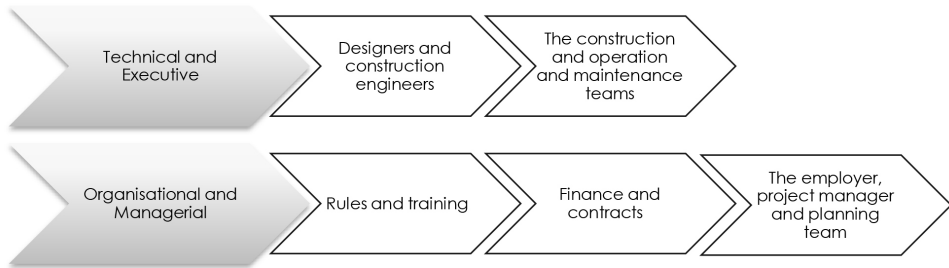 Technical and
Executive
Designers and
construction
engineers
The construction
and operation
and maintenance
teams
Organisational and
Managerial
Rules and training
Finance and
contracts
The employer,
project manager
and planning
team